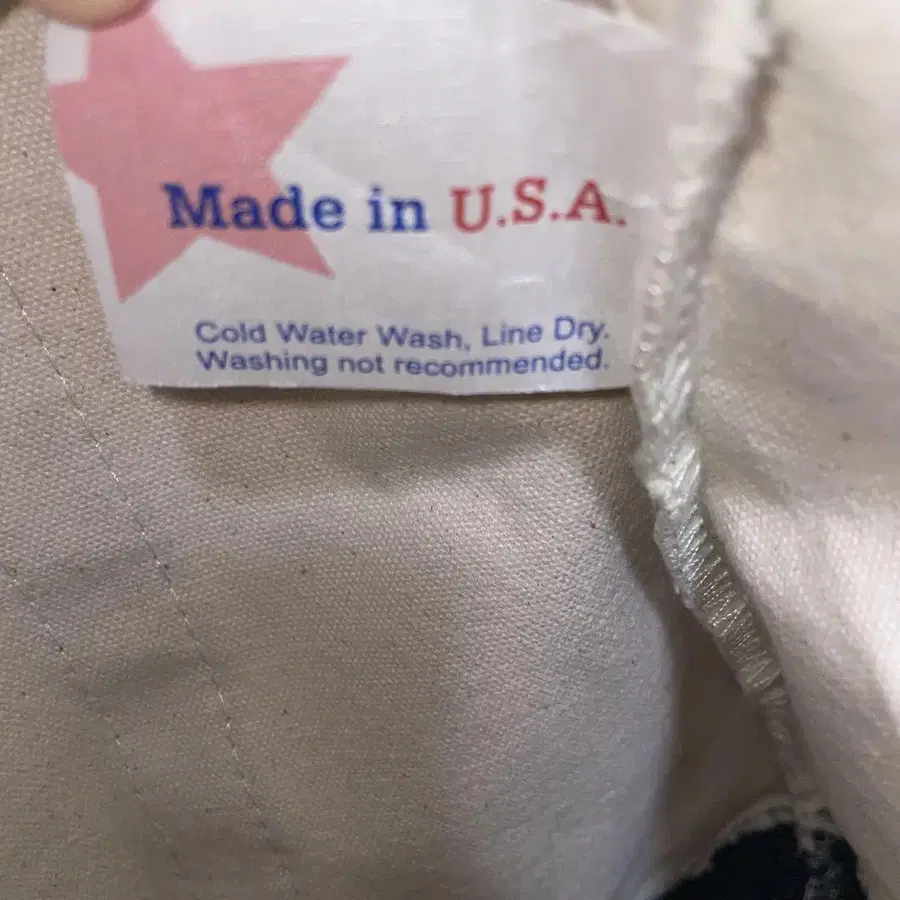 Made in U.S.A.
Cold Water Wash, Line Dry.
Washing not recommended.